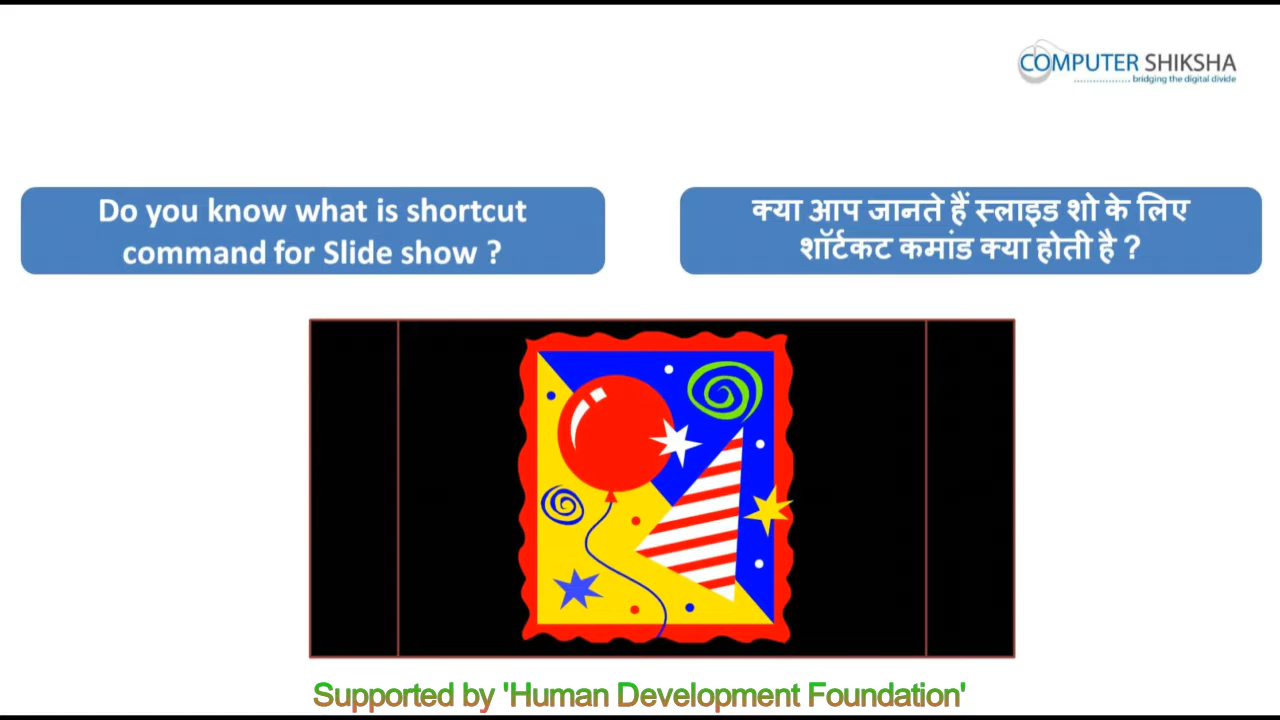 COMPUTER SHIKSHA
.................. bridging the digital divide
Do you know what is shortcut
command for Slide show ?
क्या आप जानते हैं स्लाइड शो के लिए
शॉर्टकट कमांड क्या होती है ?
Supported by 'Human Development Foundation'